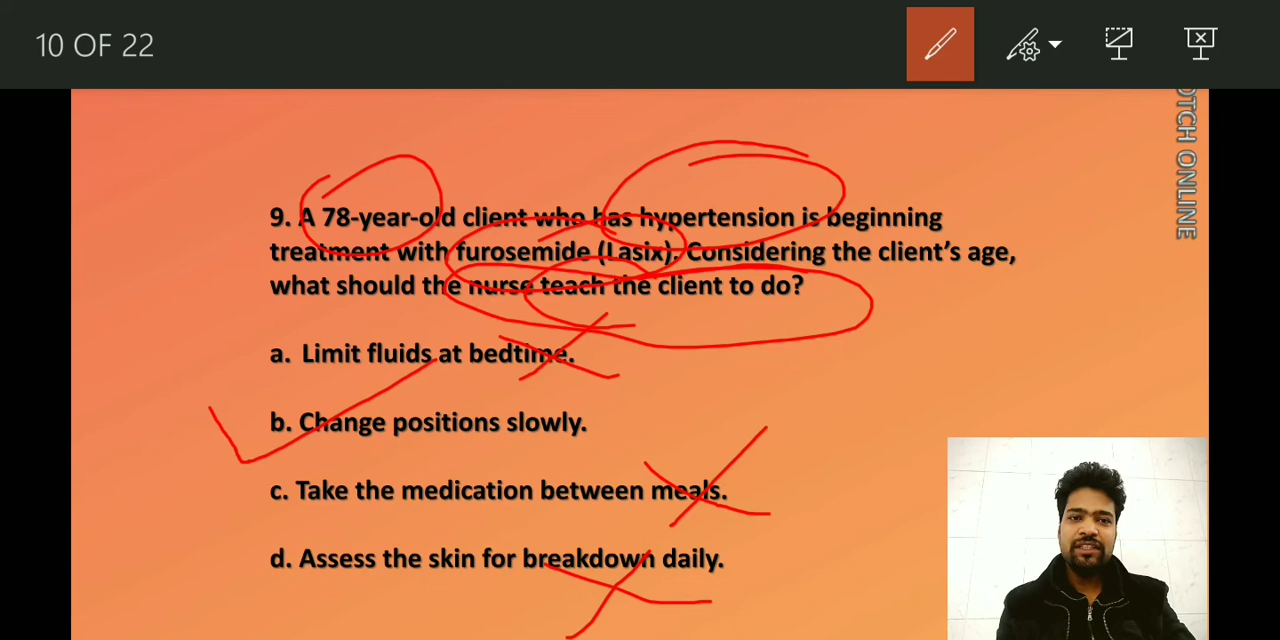 10 OF 22
OTCH ONLINE
9. A 78-year-old client who has hypertension is beginning
treatment with furosemide (Lasix). Considering the client’s age,
what should the nurse teach the client to do?
a. Limit fluids at bedtime.
b. Change positions slowly.
c. Take the medication between meals.
d. Assess the skin for breakdown daily.